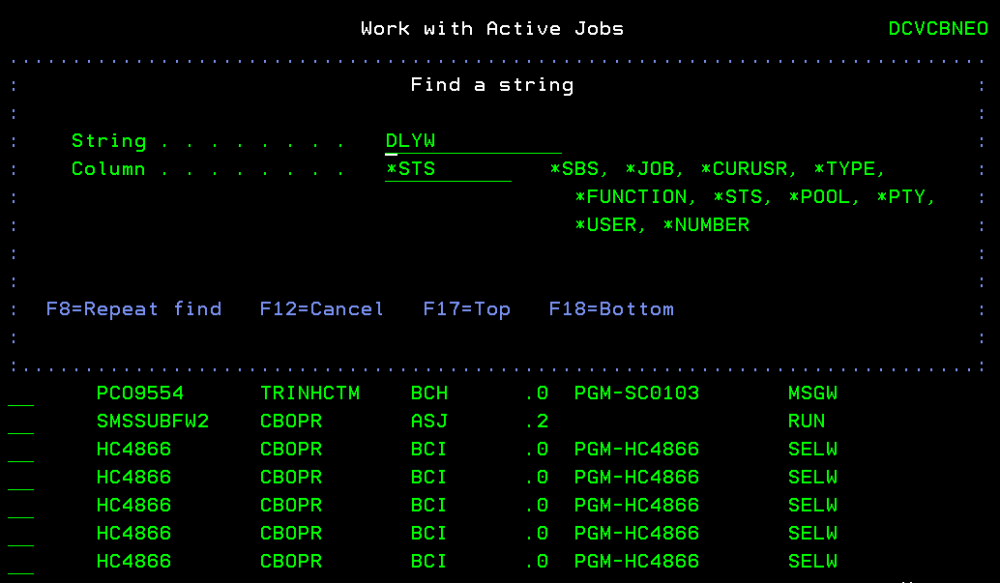 Work with Active Jobs DCVCBNEO
Find a string
String . . . . . . . . DLYW
Column . . . . . . . . *STS *SBS, *JOB, *CURUSR, *TYPE,
*FUNCTION, *STS, *POOL, *PTY,
*USER, *NUMBER
F8=Repeat find F12=Cancel F17=Top F18=Bottom
PCO9554 TRINHCTM BCH .0 PGM-SC0103 MSGW
SMSSUBFW2 CBOPR ASJ .2 RUN
HC4866 CBOPR BCI .0 PGM-HC4866 SELW
HC4866 CBOPR BCI .0 PGM-HC4866 SELW
HC4866 CBOPR BCI .0 PGM-HC4866 SELW
HC4866 CBOPR BCI .0 PGM-HC4866 SELW
HC4866 CBOPR BCI .0 PGM-HC4866 SELW